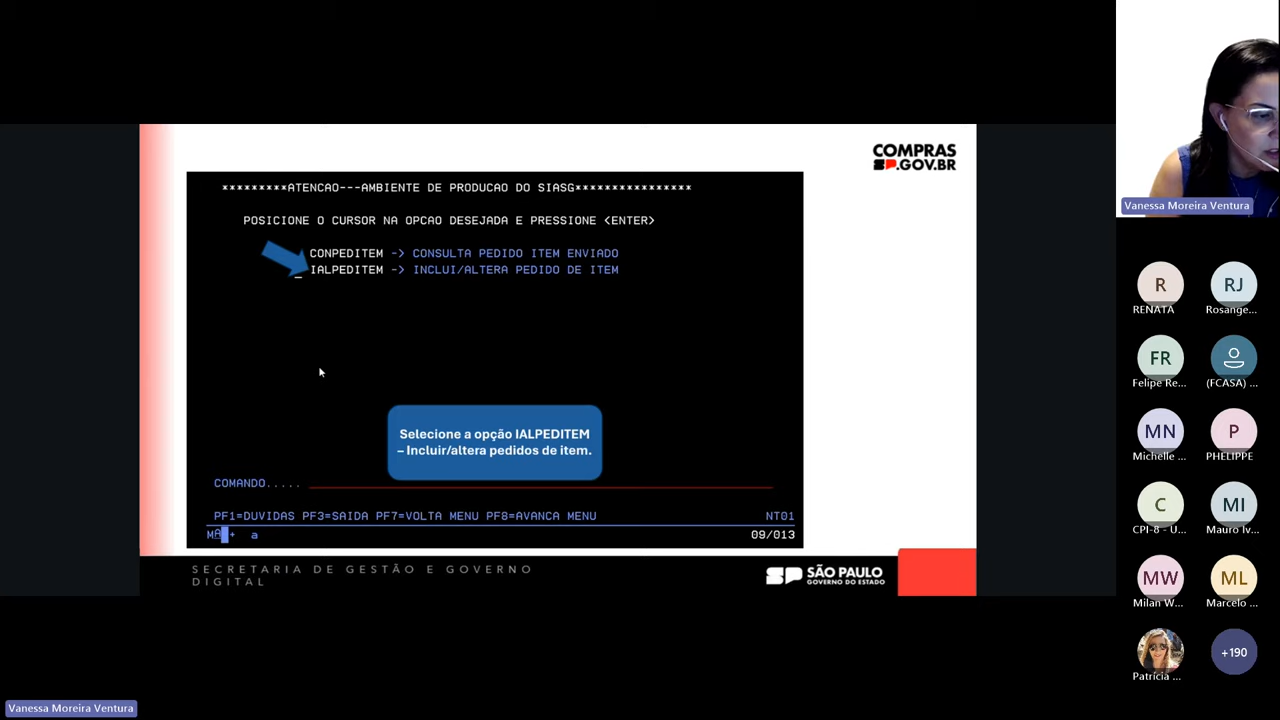 COMPRAS
SP.GOV.BR
*********ATENCAO---AMBIENTE DE PRODUCAO DO SIASG****************
POSICIONE O CURSOR NA OPCAO DESEJADA E PRESSIONE <ENTER>
CONPEDITEM -> CONSULTA PEDIDO ITEM ENVIADO
IALPEDITEM -> INCLUI/ALTERA PEDIDO DE ITEM
Selecione a opção IALPEDITEM
– Incluir/altera pedidos de item.
COMANDO.....
PF1=DUVIDAS PF3=SAIDA PF7=VOLTA MENU PF8=AVANCA MENU NT01
MA + a 09/013
SECRETARIA DE GESTÃO E GOVERNO
DIGITAL
SP SÃO PAULO
GOVERNO DO ESTADO
Vanessa Moreira Ventura
R RJ
RENATA Rosange...
FR
Felipe Re... (FCASA) ...
MN P
Michelle ... PHELIPPE
C MI
CPI-8 - U... Mauro Iv...
MW ML
Milan W... Marcelo ...
+190
Patrícia ...
Vanessa Moreira Ventura